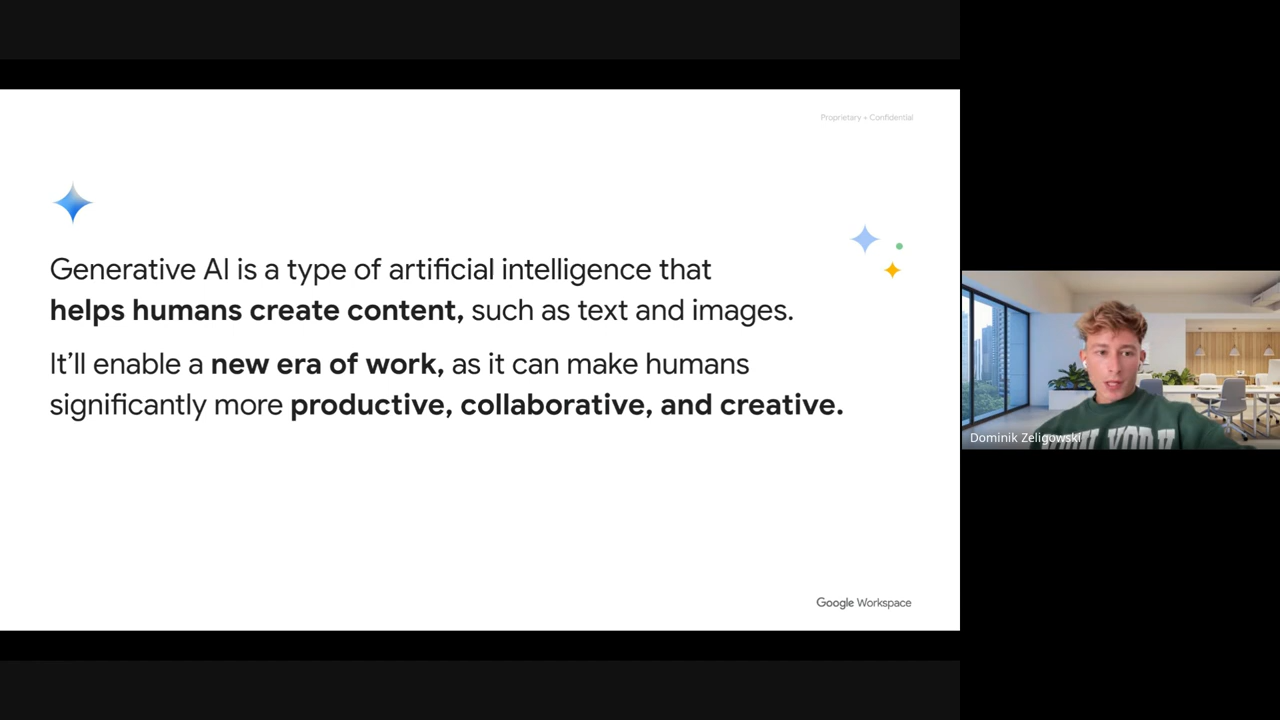 Proprietary + Confidential
Generative AI is a type of artificial intelligence that
helps humans create content, such as text and images.
It’ll enable a new era of work, as it can make humans
significantly more productive, collaborative, and creative.
Google Workspace
Dominik Zeligowski
YORK